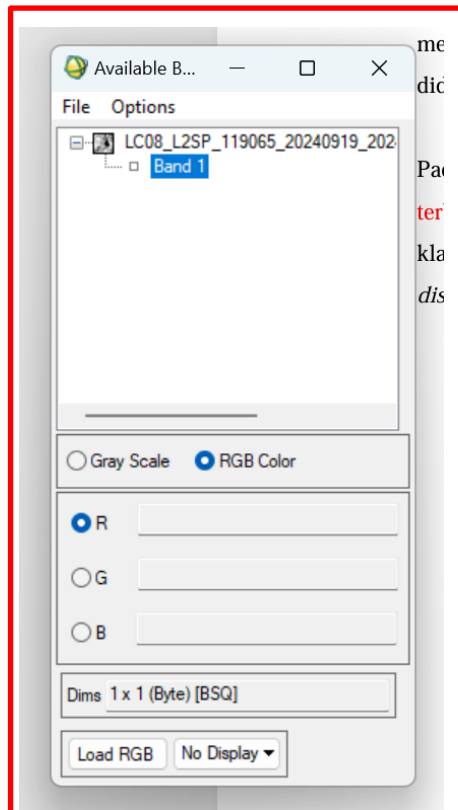 Available B...
File Options
LC08_L2SP_119065_20240919_202
Band 1
Gray Scale RGB Color
R
G
B
Dims 1 x 1 (Byte) [BSQ]
Load RGB No Display
me
did
Pa
ter
kla
dis